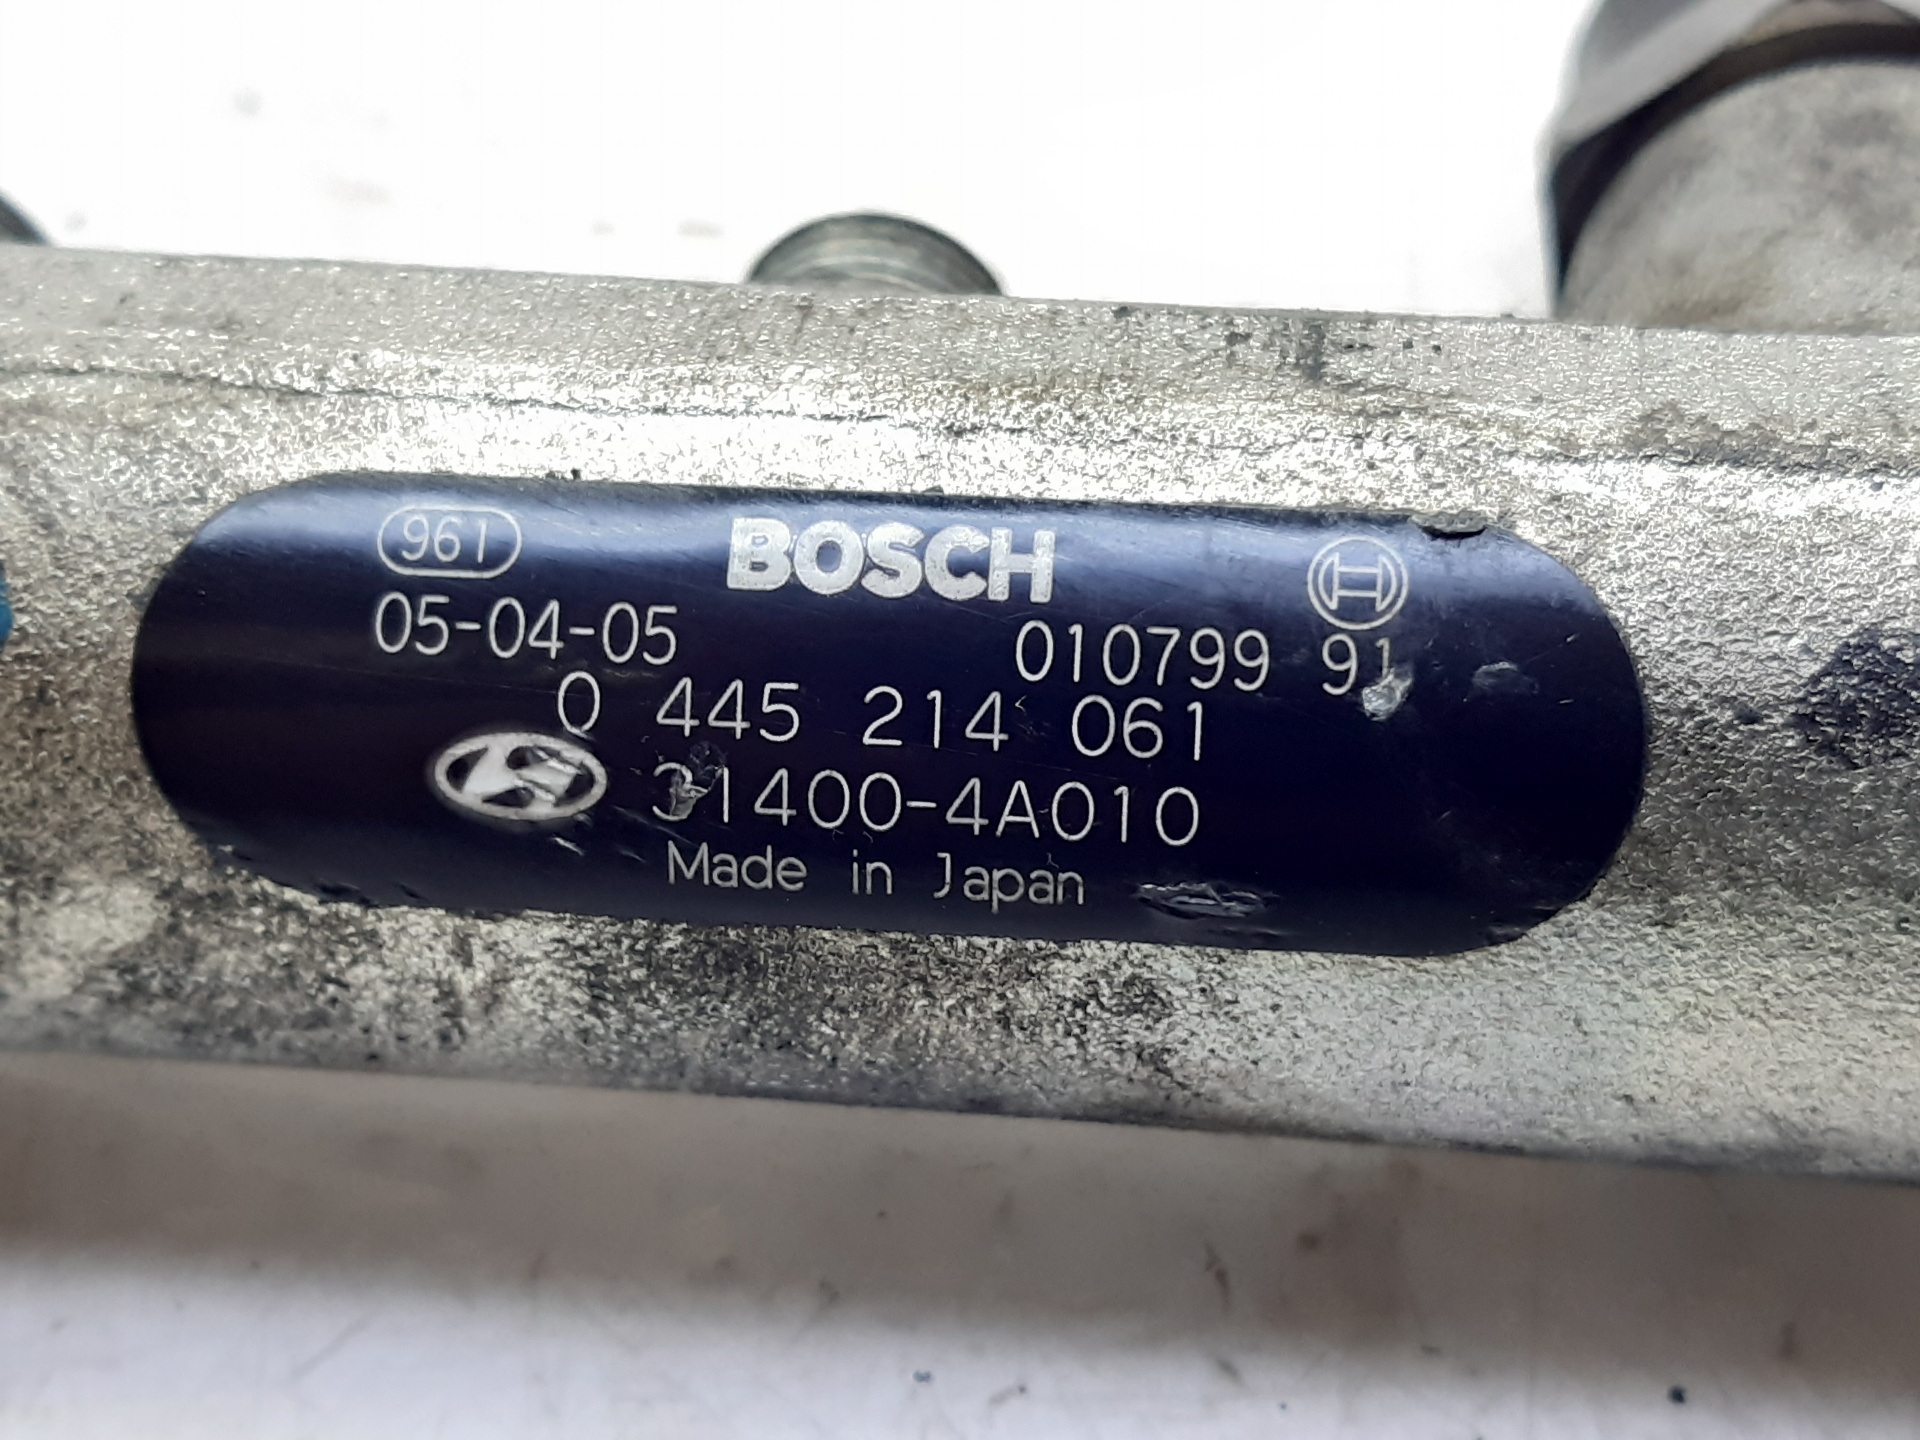 961 BOSCH
05-04-05 010799 91
0 445 214 061
31400-4A010
Made in Japan